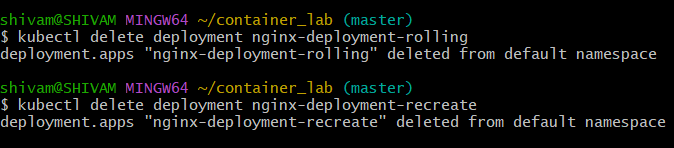 shivam@SHIVAM MINGW64 ~/container_lab (master)
$ kubectl delete deployment nginx-deployment-rolling
deployment.apps "nginx-deployment-rolling" deleted from default namespace
shivam@SHIVAM MINGW64 ~/container_lab (master)
$ kubectl delete deployment nginx-deployment-recreate
deployment.apps "nginx-deployment-recreate" deleted from default namespace